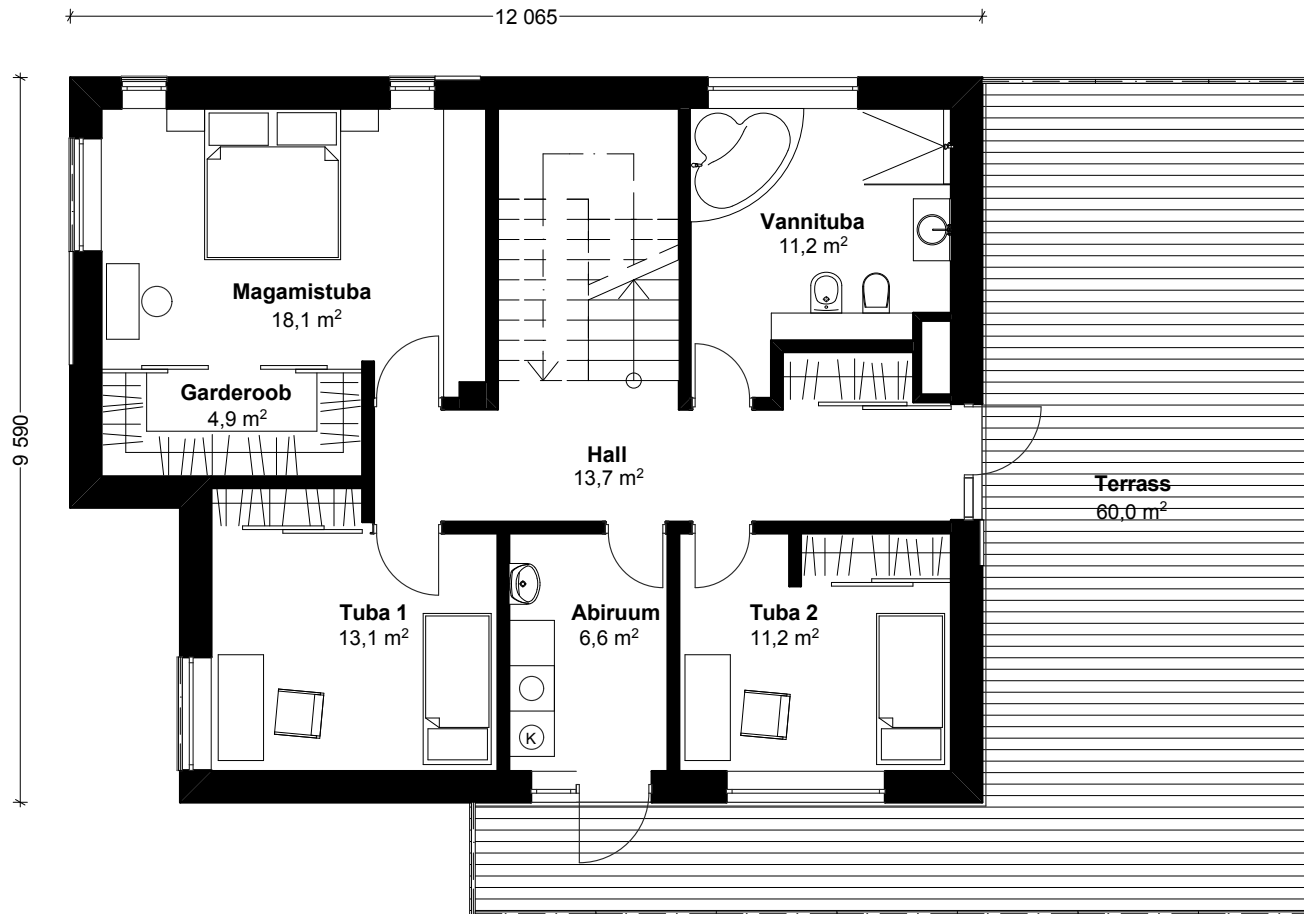 12 065
9 590
Vannituba
11,2 m²
Magamistuba
18,1 m²
Garderoob
4,9 m²
Hall
13,7 m²
Terrass
60,0 m²
Tuba 1
13,1 m²
Abiruum
6,6 m²
Tuba 2
11,2 m²
K